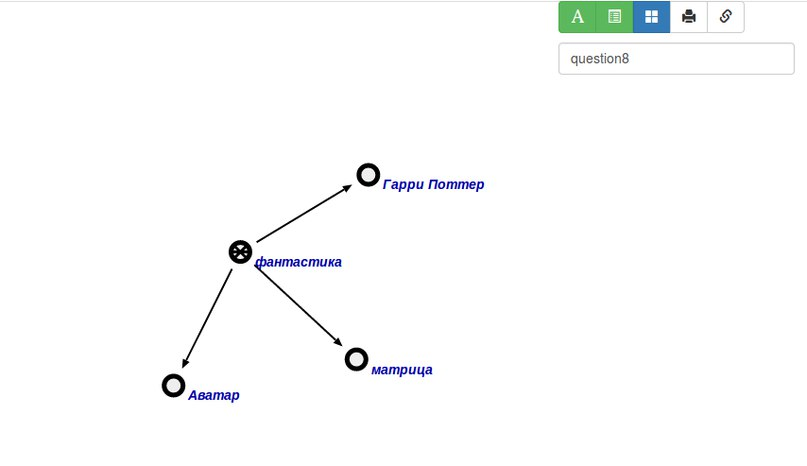 A
question8
Гарри Поттер
фантастика
матрица
Аватар